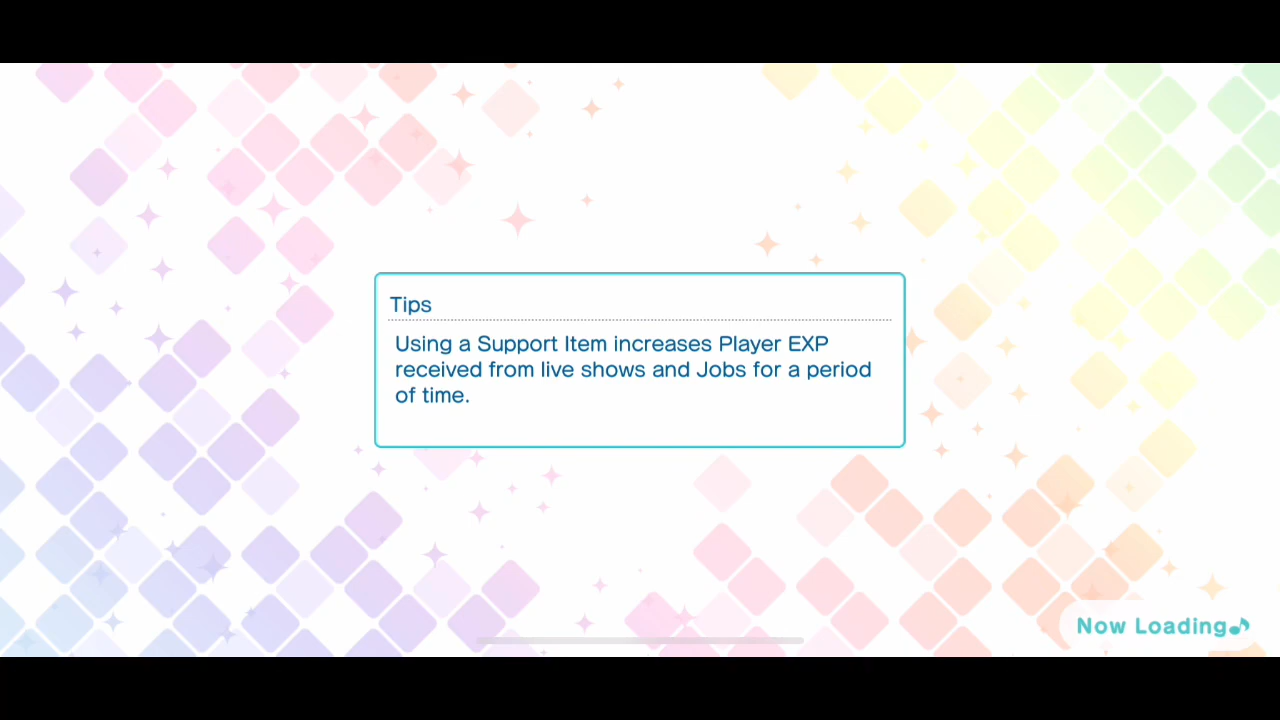 Tips
Using a Support Item increases Player EXP
received from live shows and Jobs for a period
of time.
Now Loading♪